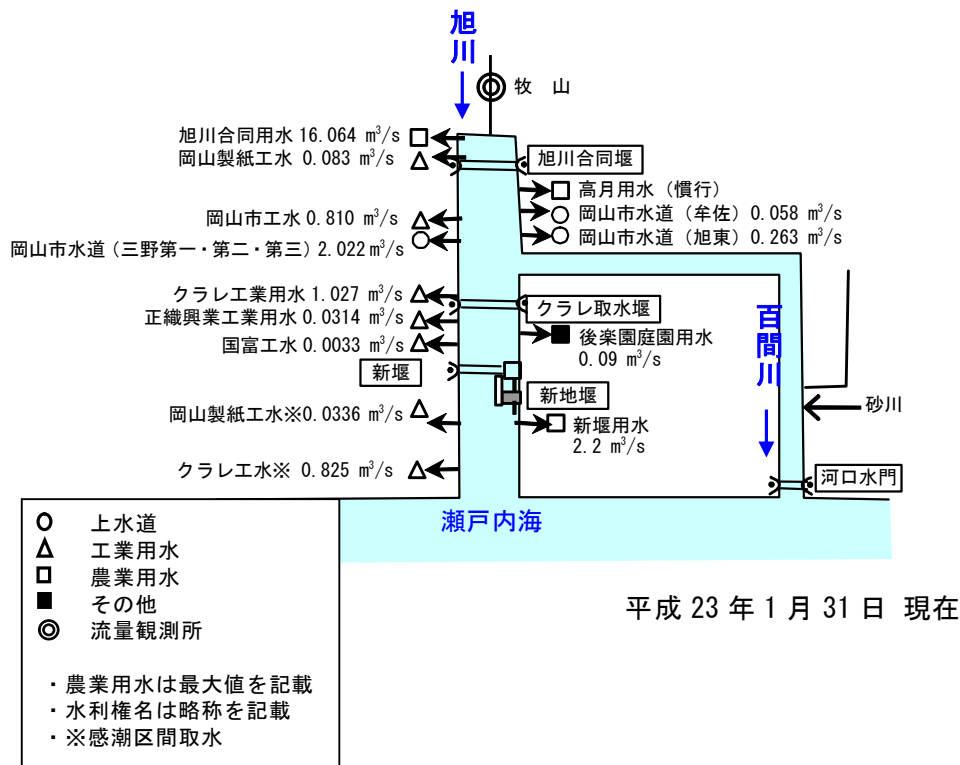 旭川
牧 山
旭川合同用水 16.064 m³/s
岡山製紙工水 0.083 m³/s
旭川合同堰
高月用水（慣行）
岡山市水道（牟佐）0.058 m³/s
岡山市水道（旭東）0.263 m³/s
岡山市工水 0.810 m³/s
岡山市水道（三野第一・第二・第三）2.022 m³/s
クラレ工業用水 1.027 m³/s
正織興業工業用水 0.0314 m³/s
国富工水 0.0033 m³/s
クラレ取水堰
後楽園庭園用水
0.09 m³/s
百間川
新堰
新地堰
岡山製紙工水※0.0336 m³/s
新堰用水
2.2 m³/s
砂川
クラレ工水※ 0.825 m³/s
河口水門
瀬戸内海
○ 上水道
△ 工業用水
□ 農業用水
■ その他
◎ 流量観測所
・農業用水は最大値を記載
・水利権名は略称を記載
・※感潮区間取水
平成 23 年 1 月 31 日 現在